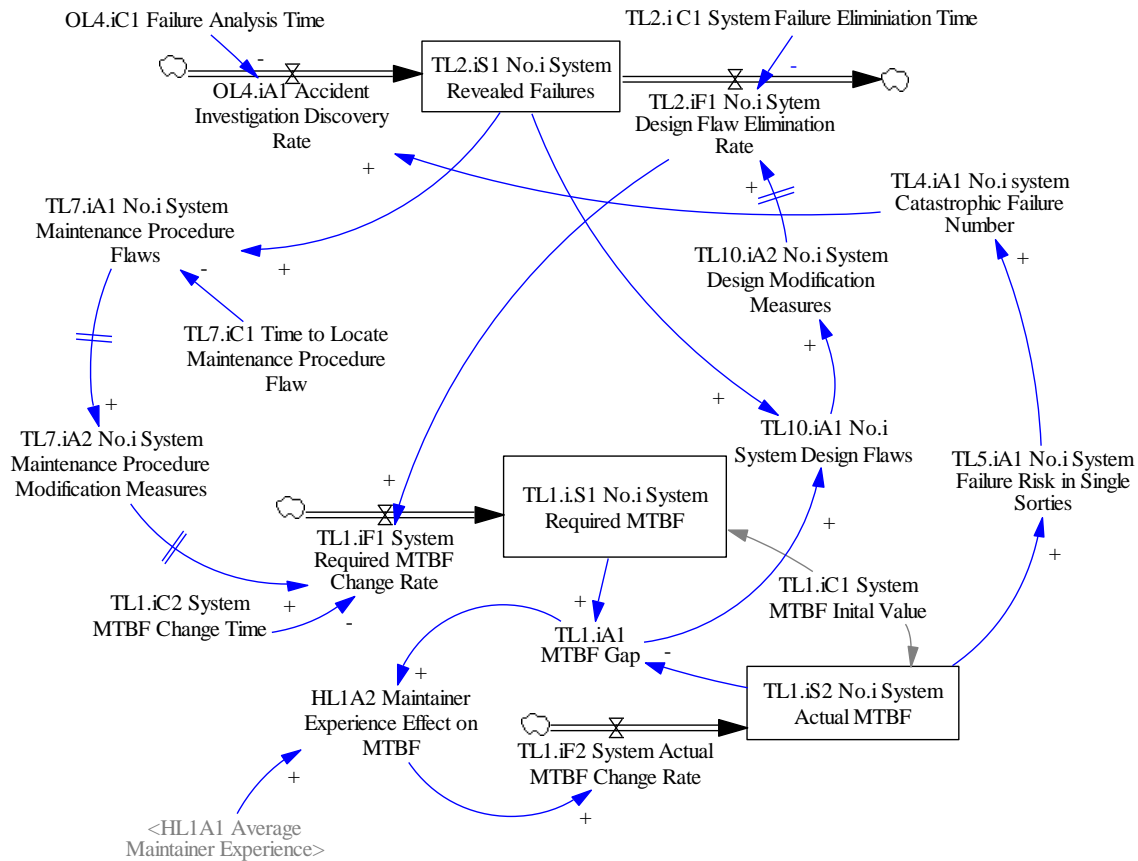 OL4.iC1 Failure Analysis Time
TL2.i C1 System Failure Eliminiation Time
-
-
TL2.iS1 No.i System
Revealed Failures
OL4.iA1 Accident
Investigation Discovery
Rate
TL2.iF1 No.i Sytem
Design Flaw Elimination
Rate
+
+
TL4.iA1 No.i system
Catastrophic Failure
Number
TL7.iA1 No.i System
Maintenance Procedure
Flaws
+
-
+
TL10.iA2 No.i System
Design Modification
Measures
TL7.iC1 Time to Locate
Maintenance Procedure
Flaw
+
+
+
TL7.iA2 No.i System
Maintenance Procedure
Modification Measures
TL10.iA1 No.i
System Design Flaws
TL5.iA1 No.i System
Failure Risk in Single
Sorties
+
TL1.i.S1 No.i System
Required MTBF
+
+
TL1.iF1 System
Required MTBF
Change Rate
TL1.iC1 System
MTBF Inital Value
TL1.iC2 System
MTBF Change Time
+
-
+
TL1.iA1
MTBF Gap
-
+
HL1A2 Maintainer
Experience Effect on
MTBF
TL1.iS2 No.i System
Actual MTBF
TL1.iF2 System Actual
MTBF Change Rate
+
+
<HL1A1 Average
Maintainer Experience>